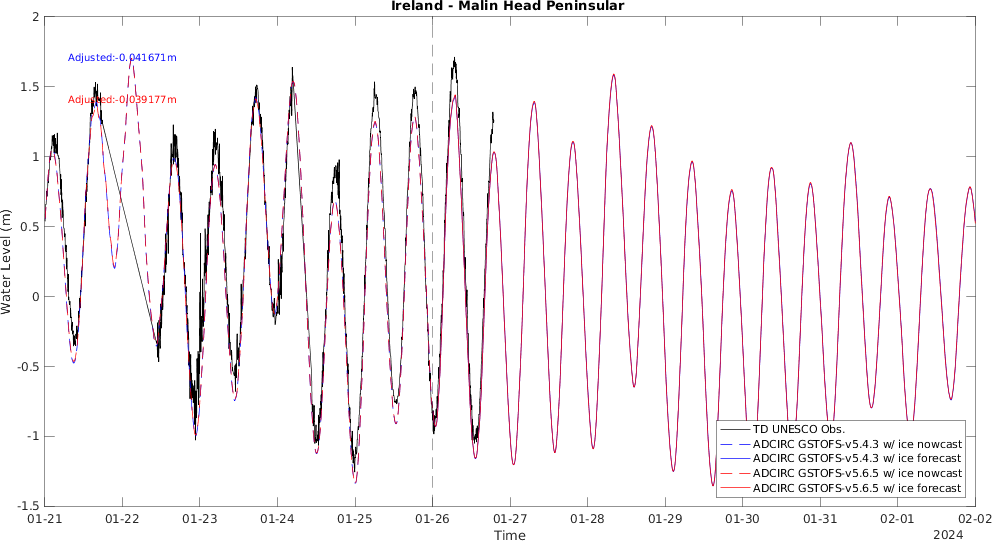 Ireland - Malin Head Peninsular
Water Level (m)
2
1.5
1
0.5
0
-0.5
-1
-1.5
Adjusted:-0.041671m
Adjusted:-0.039177m
TD UNESCO Obs.
ADCIRC GSTOFS-v5.4.3 w/ ice nowcast
ADCIRC GSTOFS-v5.4.3 w/ ice forecast
ADCIRC GSTOFS-v5.6.5 w/ ice nowcast
ADCIRC GSTOFS-v5.6.5 w/ ice forecast
01-21 01-22 01-23 01-24 01-25 01-26 01-27 01-28 01-29 01-30 01-31 02-01 02-02
Time
2024